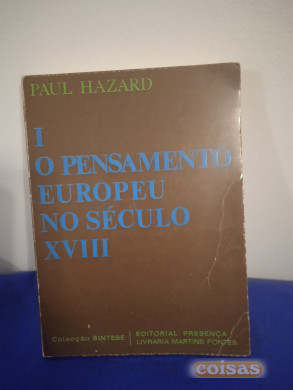 PAUL HAZARD
I
O PENSAMENTO
EUROPEU
NO SÉCULO
XVIII
Colecção SÍNTESE
EDITORIAL PRESENÇA
LIVRARIA MARTINS FONTES
coisas